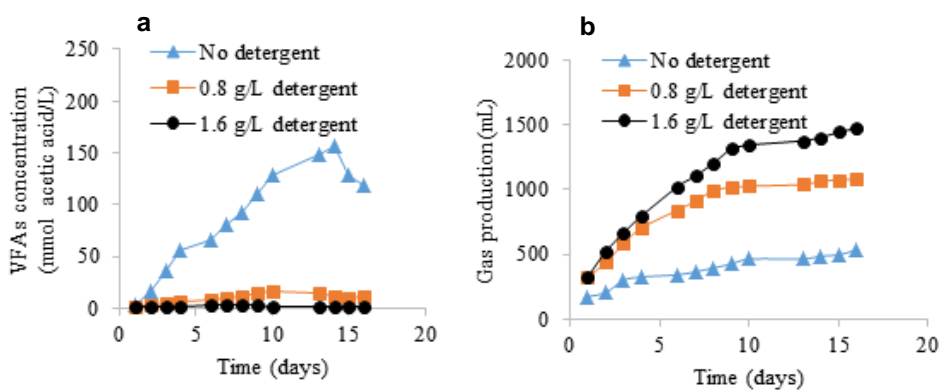 a
VFAs concentration
(mmol acetic acid/L)
250
200
150
100
50
0
No detergent
0.8 g/L detergent
1.6 g/L detergent
0
5
10
15
20
Time (days)
b
Gas production(mL)
2000
1500
1000
500
0
No detergent
0.8 g/L detergent
1.6 g/L detergent
0
5
10
15
20
Time (days)